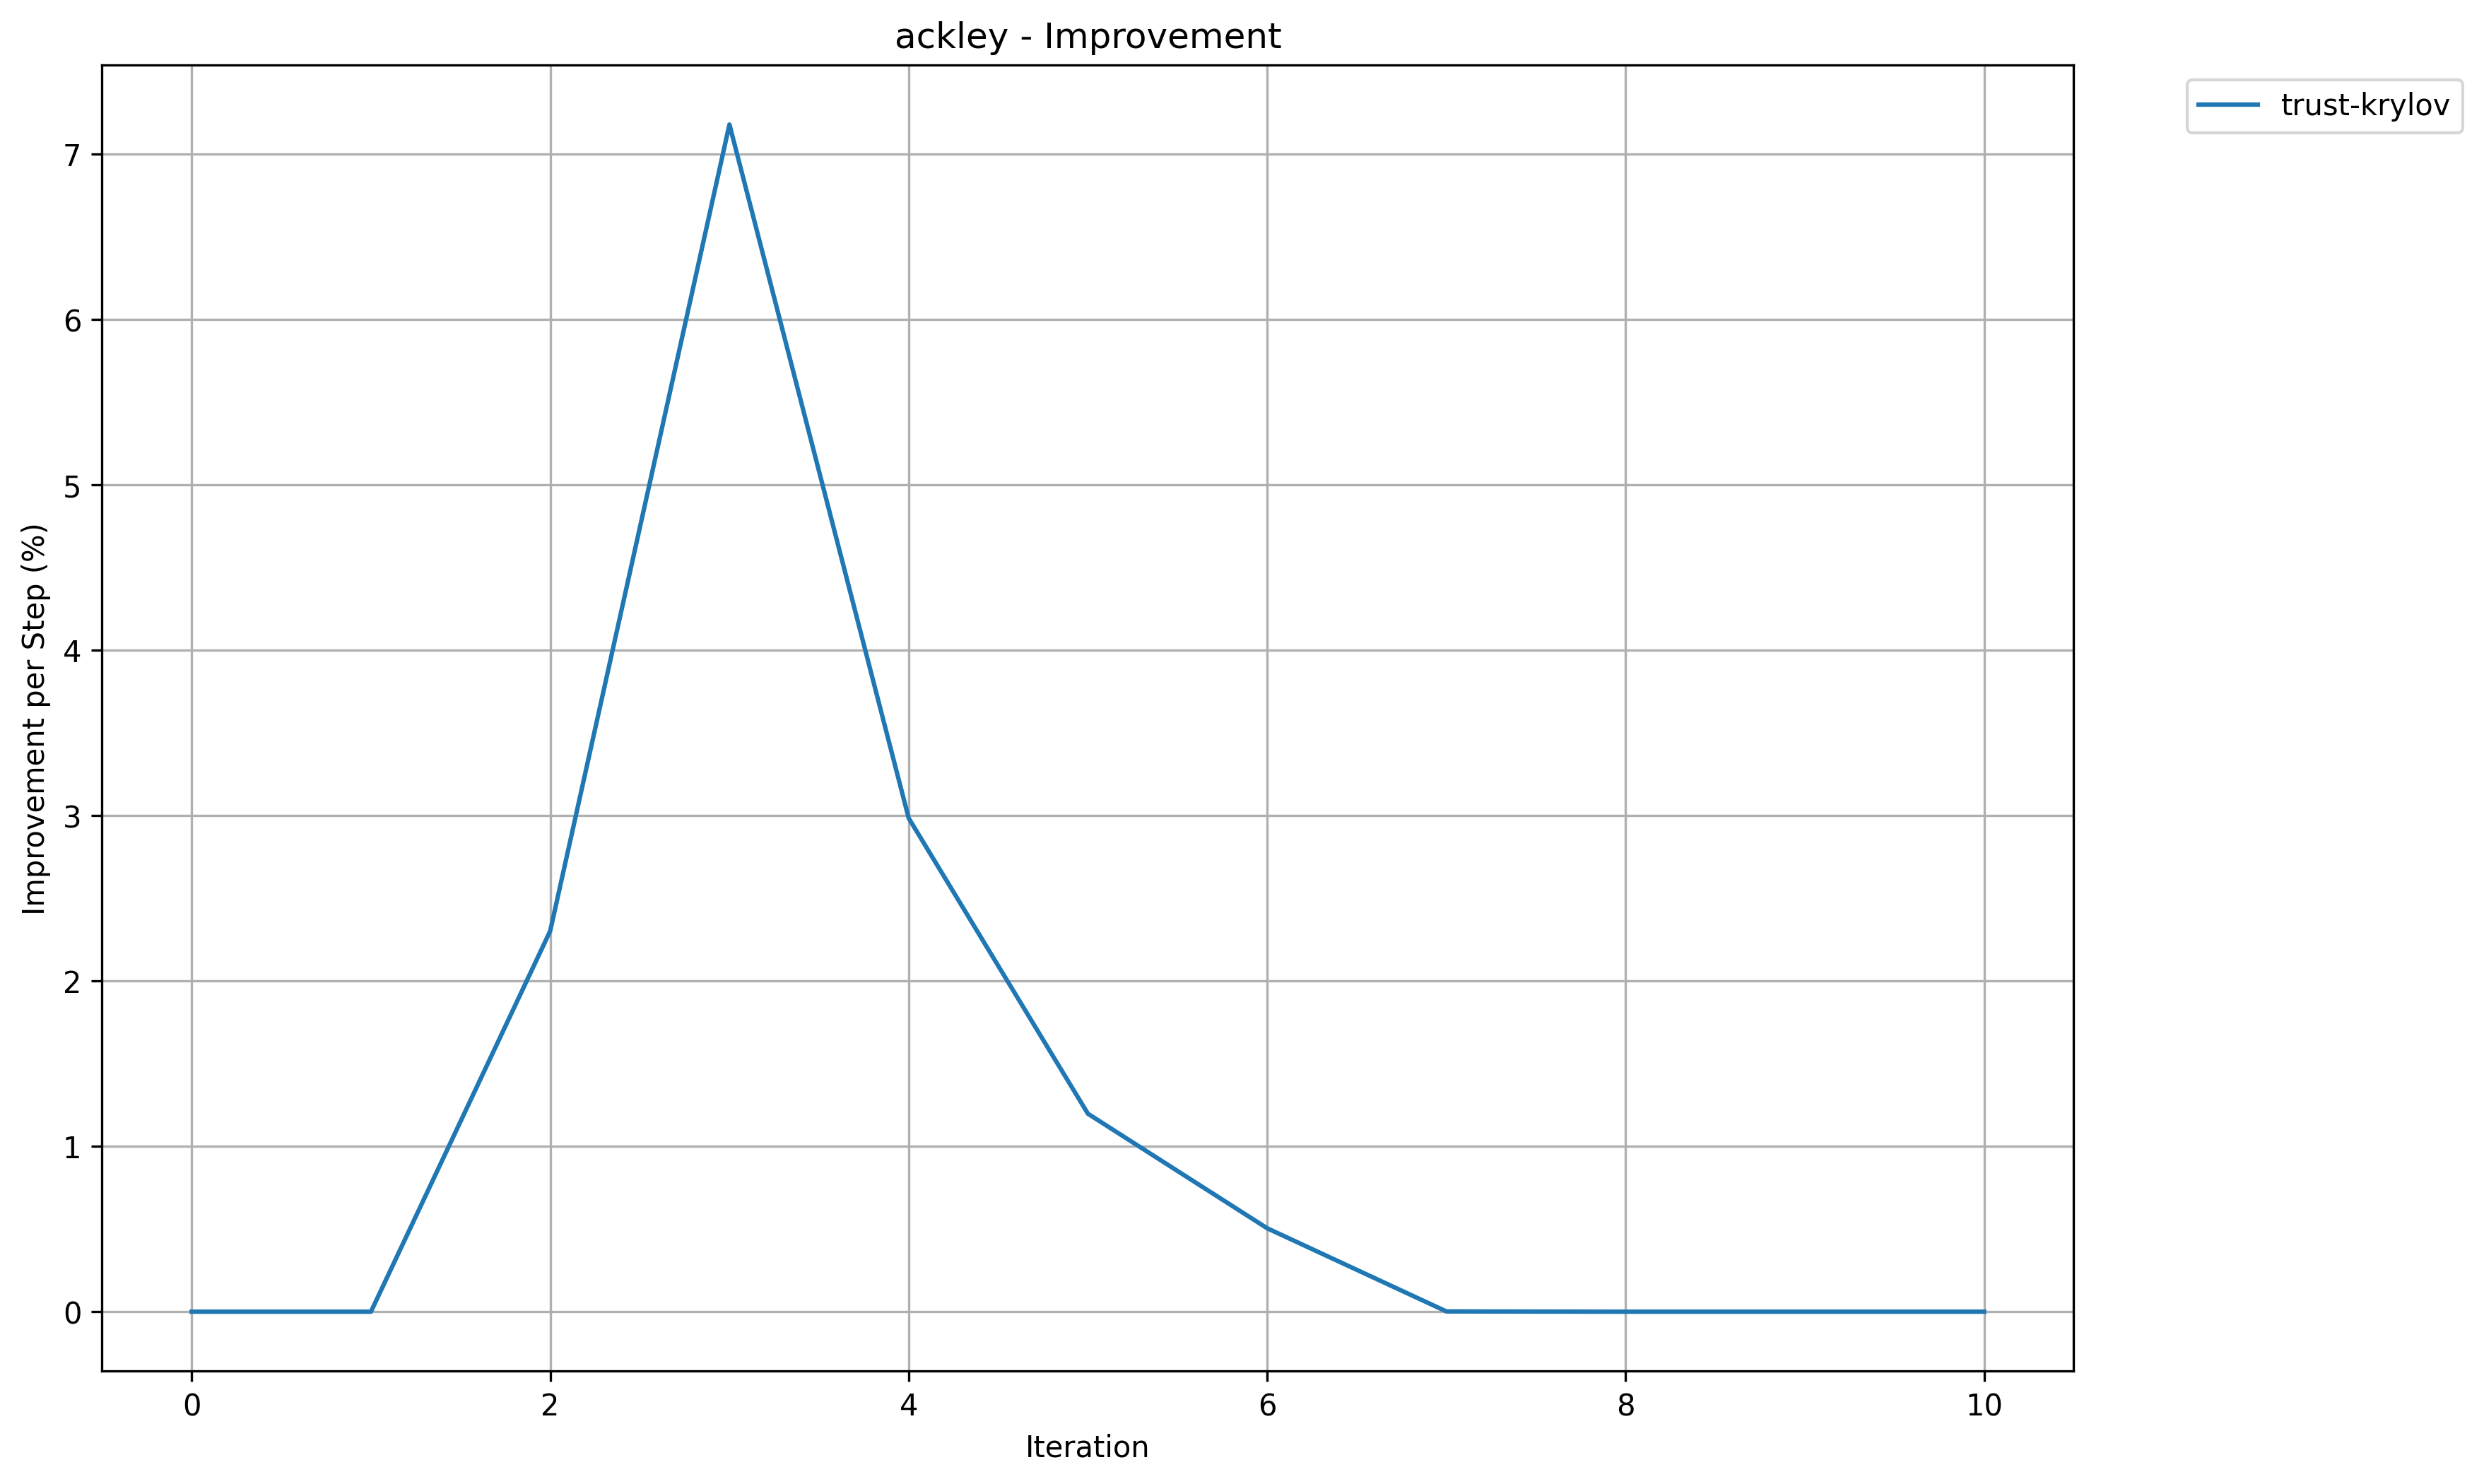 ackley - Improvement
trust-krylov
Improvement per Step (%)
7
6
5
4
3
2
1
0
0 2 4 6 8 10
Iteration